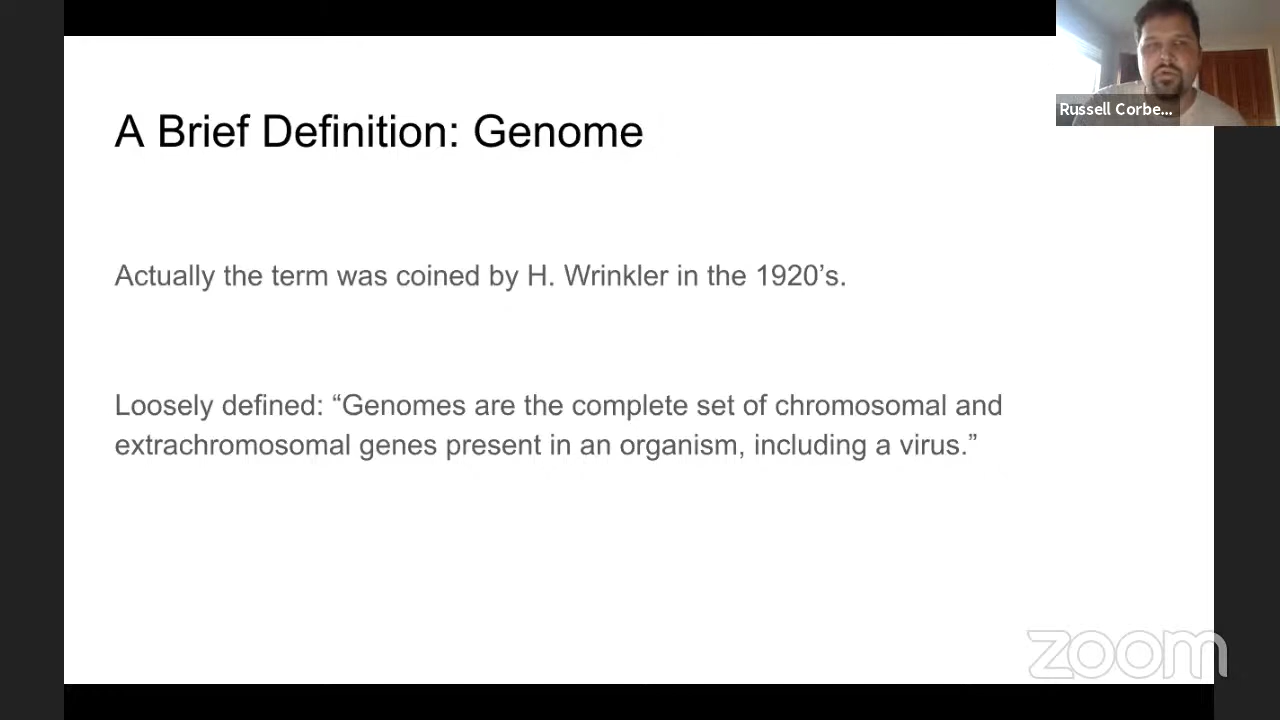 A Brief Definition: Genome
Russell Corbe...
Actually the term was coined by H. Wrinkler in the 1920’s.
Loosely defined: “Genomes are the complete set of chromosomal and
extrachromosomal genes present in an organism, including a virus.”
zoom